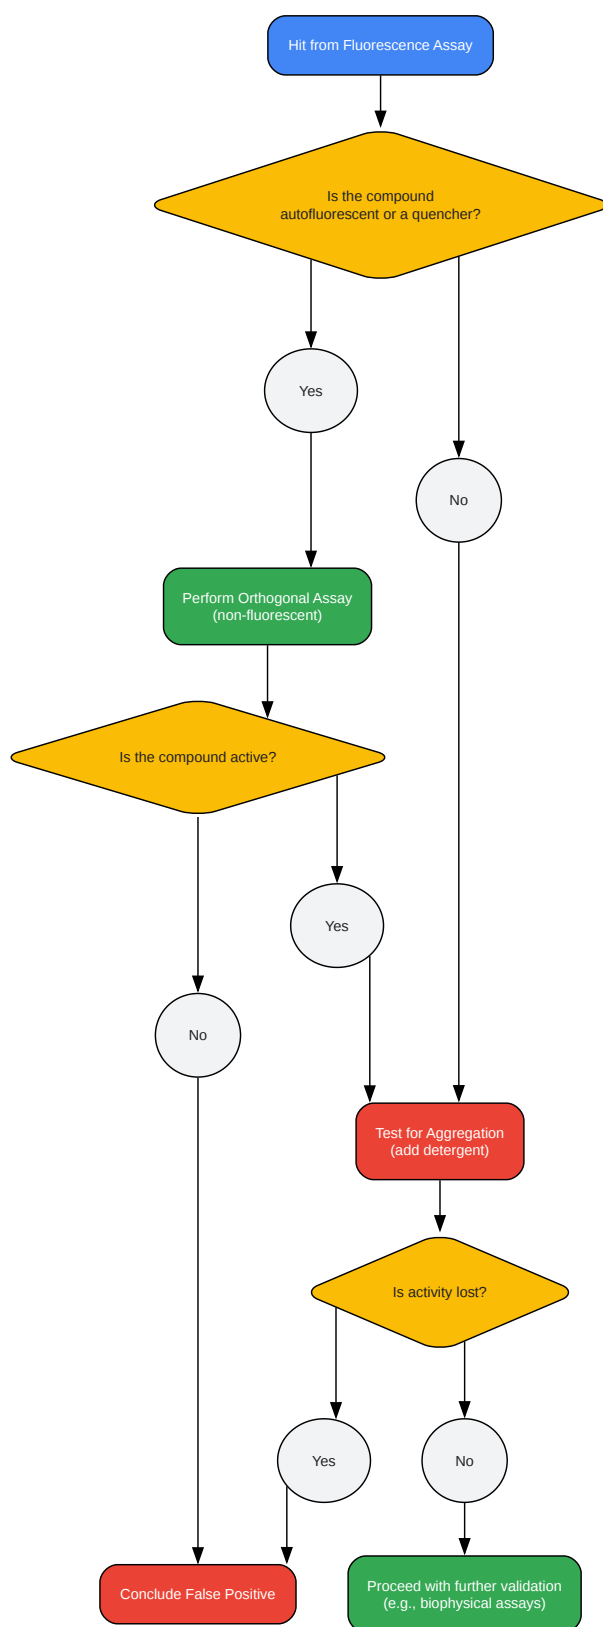 Hit from Fluorescence Assay
Is the compound
autofluorescent or a quencher?
Yes
No
Perform Orthogonal Assay
(non-fluorescent)
Is the compound active?
Yes
No
Test for Aggregation
(add detergent)
Is activity lost?
Yes
No
Conclude False Positive
Proceed with further validation
(e.g., biophysical assays)